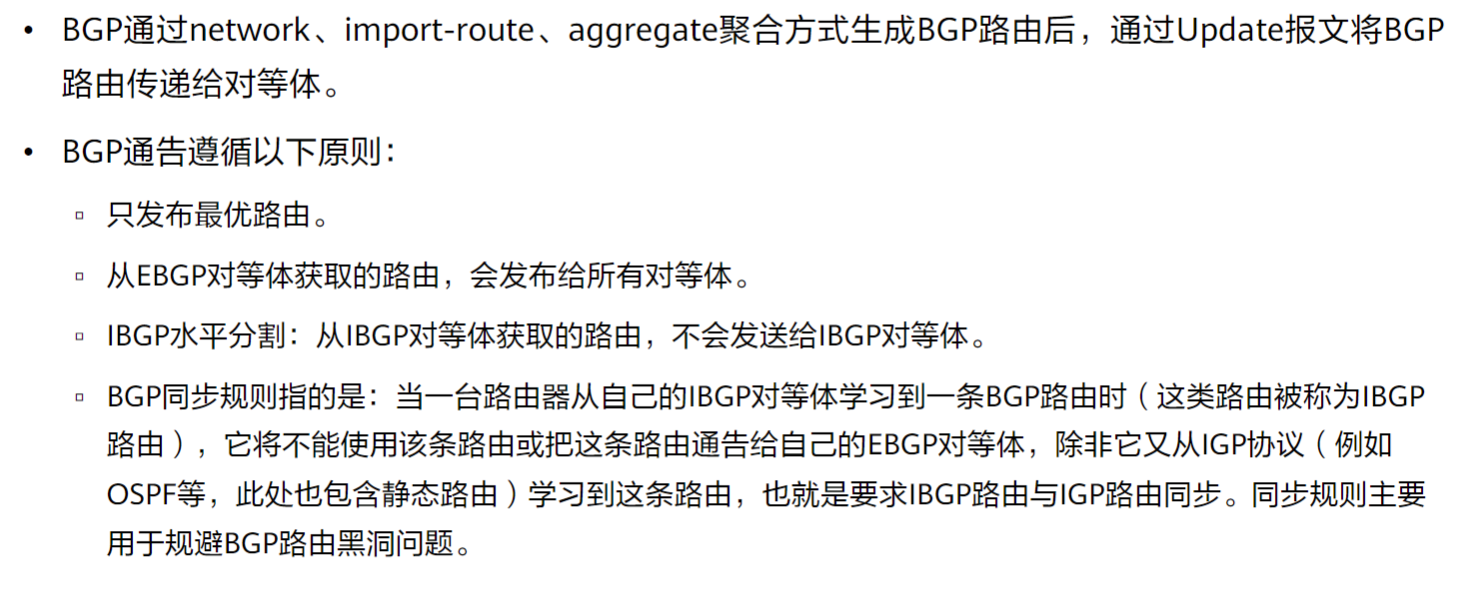 • BGP通过network、import-route、aggregate聚合方式生成BGP路由后，通过Update报文将BGP
路由传递给对等体。
• BGP通告遵循以下原则：
▫ 只发布最优路由。
▫ 从EBGP对等体获取的路由，会发布给所有对等体。
▫ IBGP水平分割：从IBGP对等体获取的路由，不会发送给IBGP对等体。
▫ BGP同步规则指的是：当一台路由器从自己的IBGP对等体学习到一条BGP路由时（这类路由被称为IBGP
路由），它将不能使用该条路由或把这条路由通告给自己的EBGP对等体，除非它又从IGP协议（例如
OSPF等，此处也包含静态路由）学习到这条路由，也就是要求IBGP路由与IGP路由同步。同步规则主要
用于规避BGP路由黑洞问题。